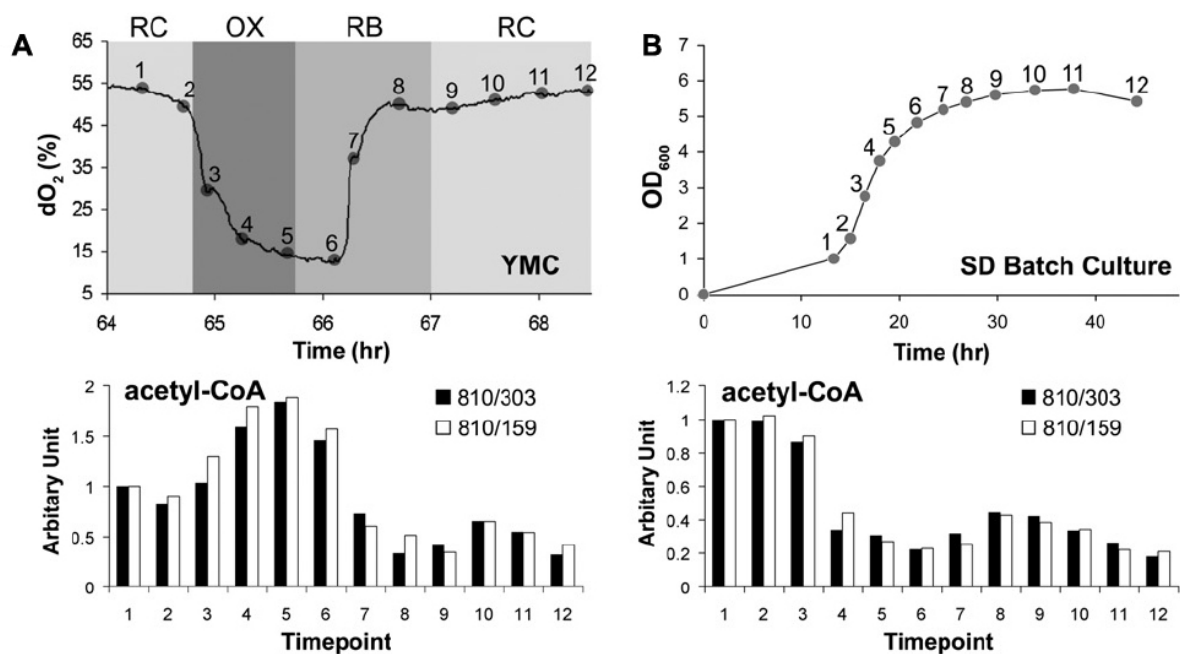 A
RC OX RB RC
65
55
45
35
25
15
5
dO2 (%)
1 2 3 4 5 6 7 8 9 10 11 12
YMC
64 65 66 67 68
Time (hr)
acetyl-CoA
810/303
810/159
2
1.5
1
0.5
0
Arbitary Unit
1 2 3 4 5 6 7 8 9 10 11 12
Timepoint
B
7
6
5
4
3
2
1
0
OD600
1 2 3 4 5 6 7 8 9 10 11 12
SD Batch Culture
0 10 20 30 40
Time (hr)
acetyl-CoA
810/303
810/159
1.2
1
0.8
0.6
0.4
0.2
0
Arbitary Unit
1 2 3 4 5 6 7 8 9 10 11 12
Timepoint